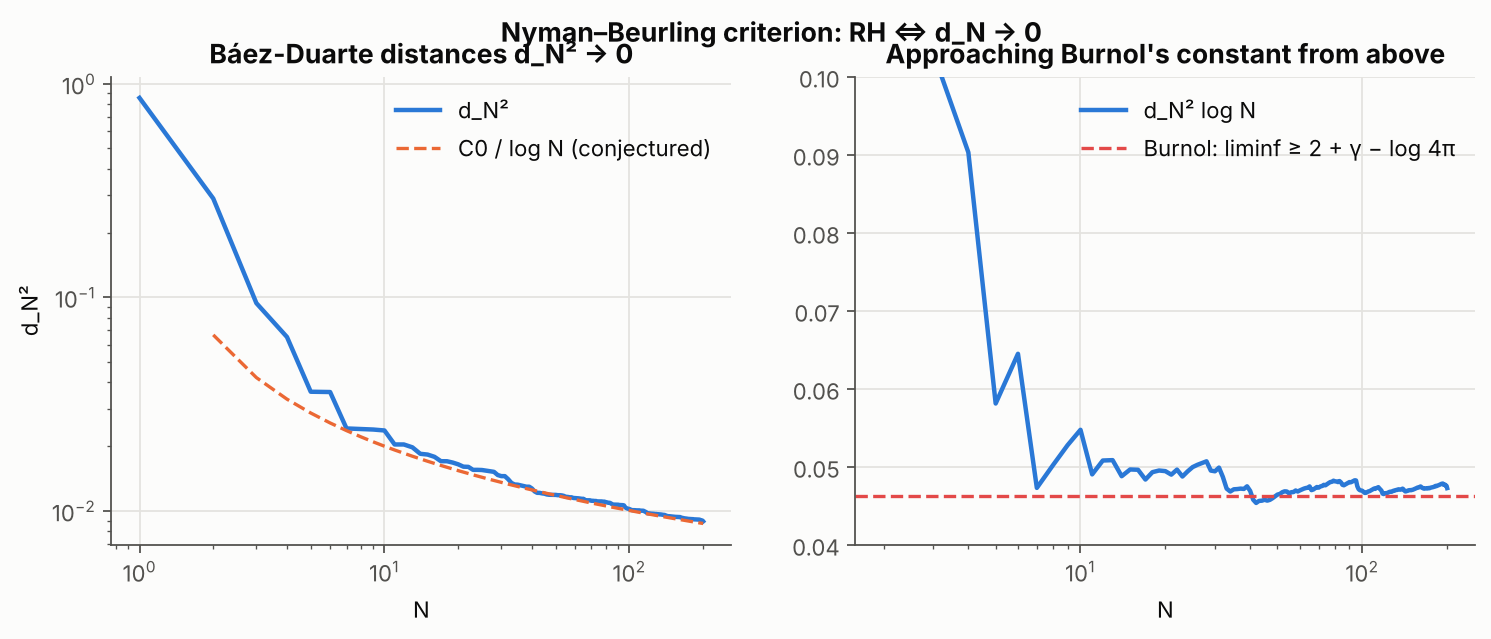 Nyman–Beurling criterion: RH ⇔ d_N → 0
Báez-Duarte distances d_N² → 0
d_N²
C0 / log N (conjectured)
10⁰
10⁻¹
10⁻²
d_N²
10⁰
10¹
10²
N
Approaching Burnol's constant from above
d_N² log N
Burnol: liminf ≥ 2 + γ − log 4π
0.10
0.09
0.08
0.07
0.06
0.05
0.04
10¹
10²
N